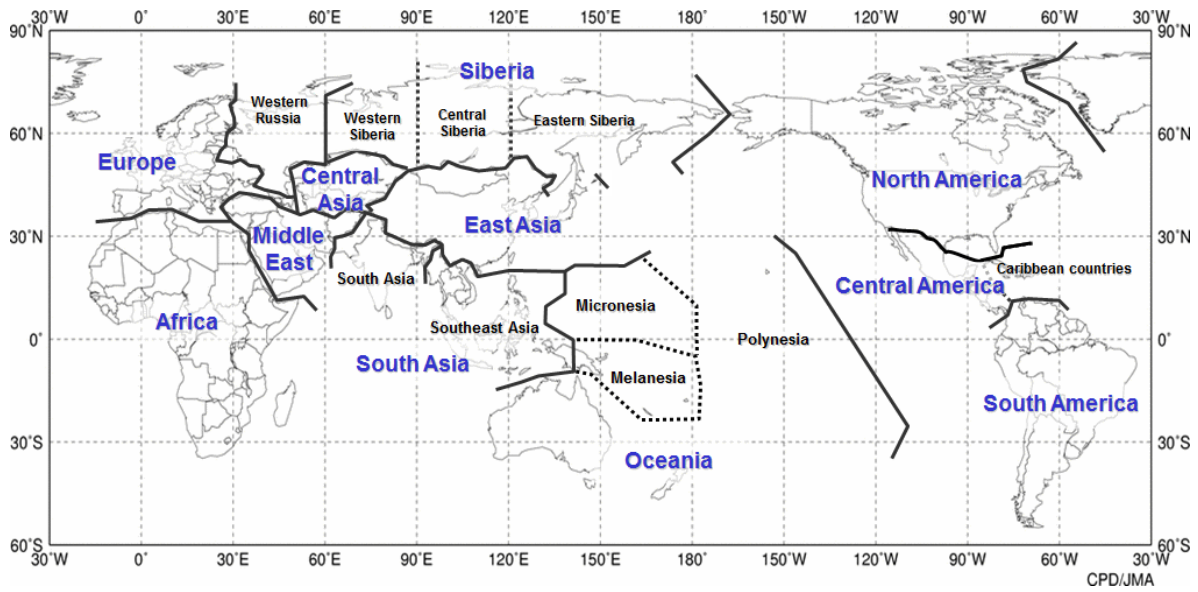 90˚N
90˚N
Siberia
Western
Russia
Western
Siberia
Central
Siberia
Eastern Siberia
60˚N
60˚N
Europe
Central
Asia
North America
East Asia
30˚N
30˚N
Middle
East
South Asia
Caribbean countries
Central America
Micronesia
Africa
Southeast Asia
0˚
0˚
Polynesia
South Asia
Melanesia
South America
30˚S
30˚S
Oceania
60˚S
60˚S
30˚W
0˚
30˚E
60˚E
90˚E
120˚E
150˚E
180˚
150˚W
120˚W
90˚W
60˚W
30˚W
30˚W
0˚
30˚E
60˚E
90˚E
120˚E
150˚E
180˚
150˚W
120˚W
90˚W
60˚W
30˚W
CPD/JMA